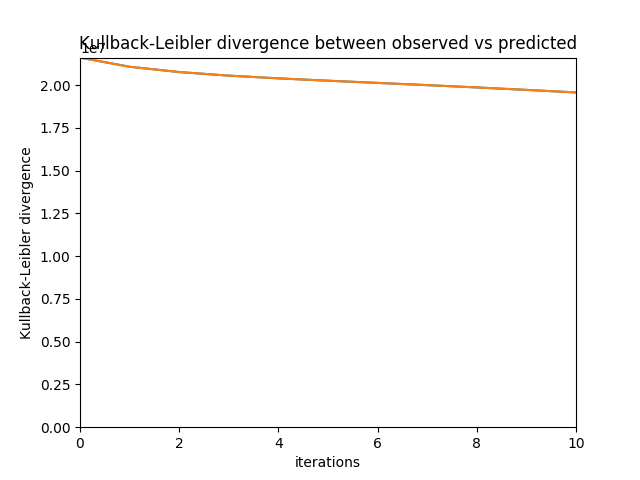 Kullback-Leibler divergence between observed vs predicted
1e7
2.00
1.75
1.50
1.25
1.00
0.75
0.50
0.25
0.00
Kullback-Leibler divergence
0 2 4 6 8 10
iterations